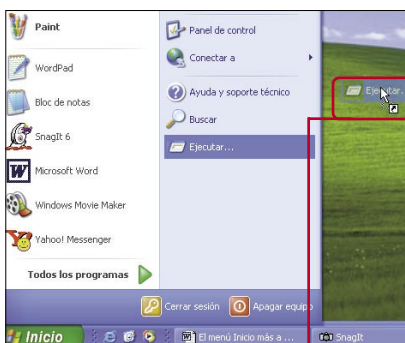 Paint
WordPad
Bloc de notas
SnagIt 6
Microsoft Word
Windows Movie Maker
Yahoo! Messenger
Todos los programas
Panel de control
Conectar a
Ayuda y soporte técnico
Buscar
Ejecutar...
Ejecutar...
Cerrar sesión
Apagar equipo
Inicio
El menú Inicio más a ...
SnagIt